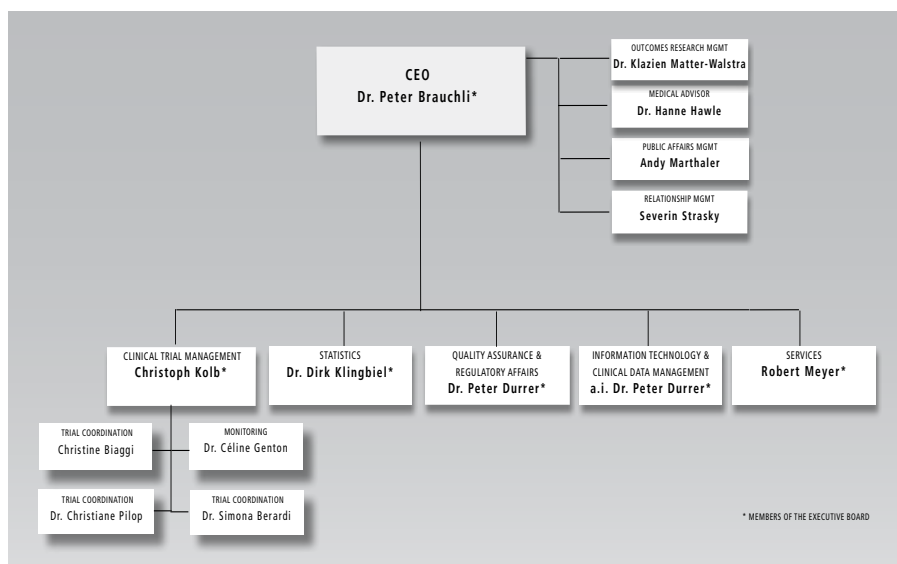 CEO
Dr. Peter Brauchli*
OUTCOMES RESEARCH MGMT
Dr. Klazien Matter-Walstra
MEDICAL ADVISOR
Dr. Hanne Hawle
PUBLIC AFFAIRS MGMT
Andy Marthaler
RELATIONSHIP MGMT
Severin Strasky
CLINICAL TRIAL MANAGEMENT
Christoph Kolb*
STATISTICS
Dr. Dirk Klingbiel*
QUALITY ASSURANCE &
REGULATORY AFFAIRS
Dr. Peter Durrer*
INFORMATION TECHNOLOGY &
CLINICAL DATA MANAGEMENT
a.i. Dr. Peter Durrer*
SERVICES
Robert Meyer*
TRIAL COORDINATION
Christine Biaggi
MONITORING
Dr. Céline Genton
TRIAL COORDINATION
Dr. Christiane Pilop
TRIAL COORDINATION
Dr. Simona Berardi
* MEMBERS OF THE EXECUTIVE BOARD